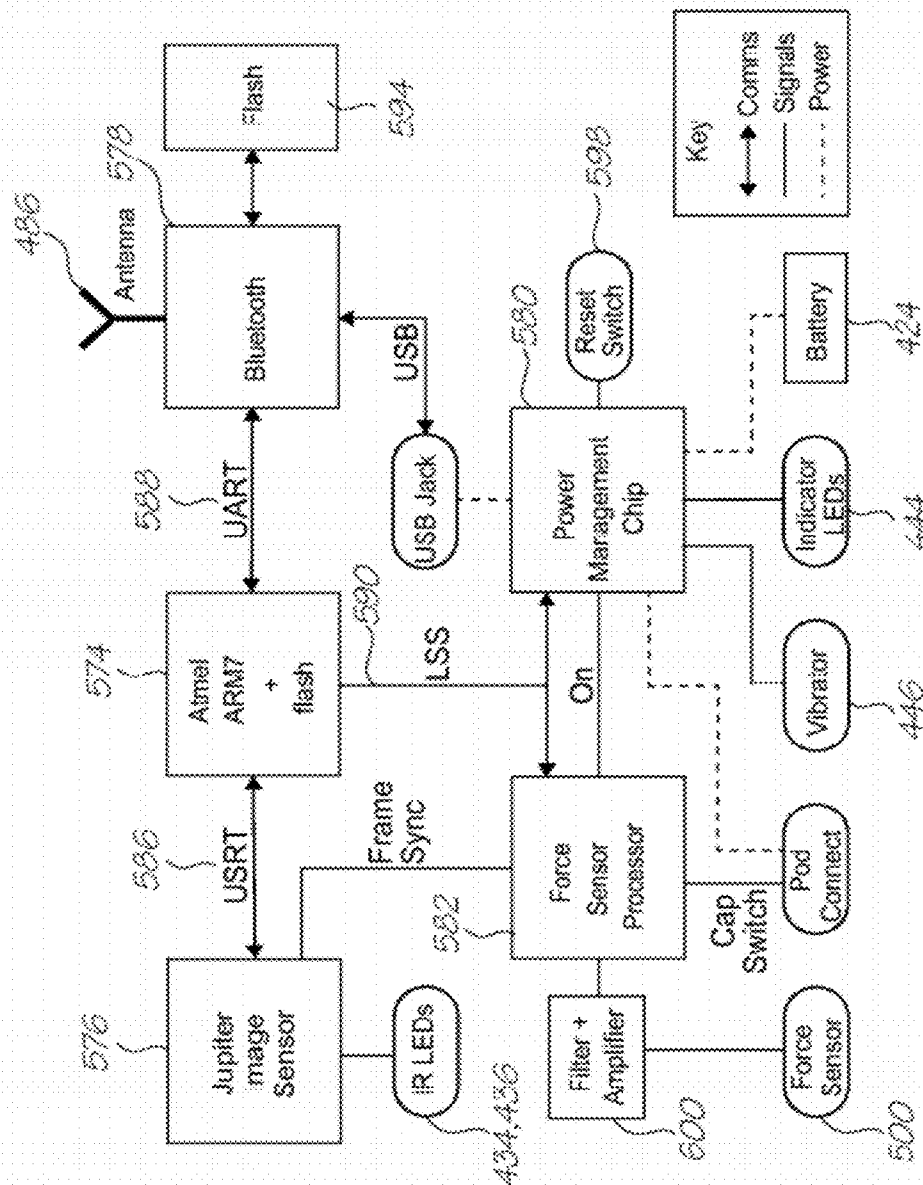 486
Antenna
578
Flash
594
Bluetooth
UART
588
574
Atmel
ARM7
+
flash
USRT
586
576
Jupiter
mage
Sensor
IR LEDs
434,436
Frame
Sync
LSS
590
USB
USB Jack
580
Power
Management
Chip
Reset
Switch
598
On
582
Force
Sensor
Processor
Filter +
Amplifier
600
Force
Sensor
500
Cap
Switch
Pod
Connect
Vibrator
446
Indicator
LEDs
444
Battery
424
Key
Comms
Signals
Power